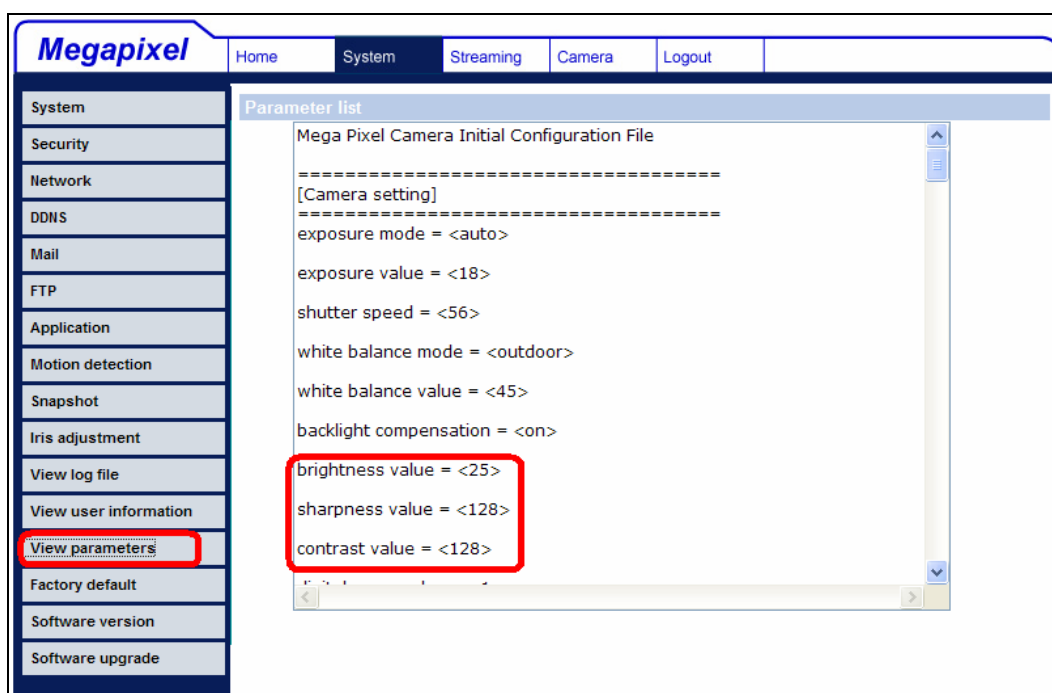 Megapixel
Home System Streaming Camera Logout
System
Security
Network
DDNS
Mail
FTP
Application
Motion detection
Snapshot
Iris adjustment
View log file
View user information
View parameters
Factory default
Software version
Software upgrade
Parameter list
Mega Pixel Camera Initial Configuration File
====================================
[Camera setting]
====================================
exposure mode = <auto>
exposure value = <18>
shutter speed = <56>
white balance mode = <outdoor>
white balance value = <45>
backlight compensation = <on>
brightness value = <25>
sharpness value = <128>
contrast value = <128>